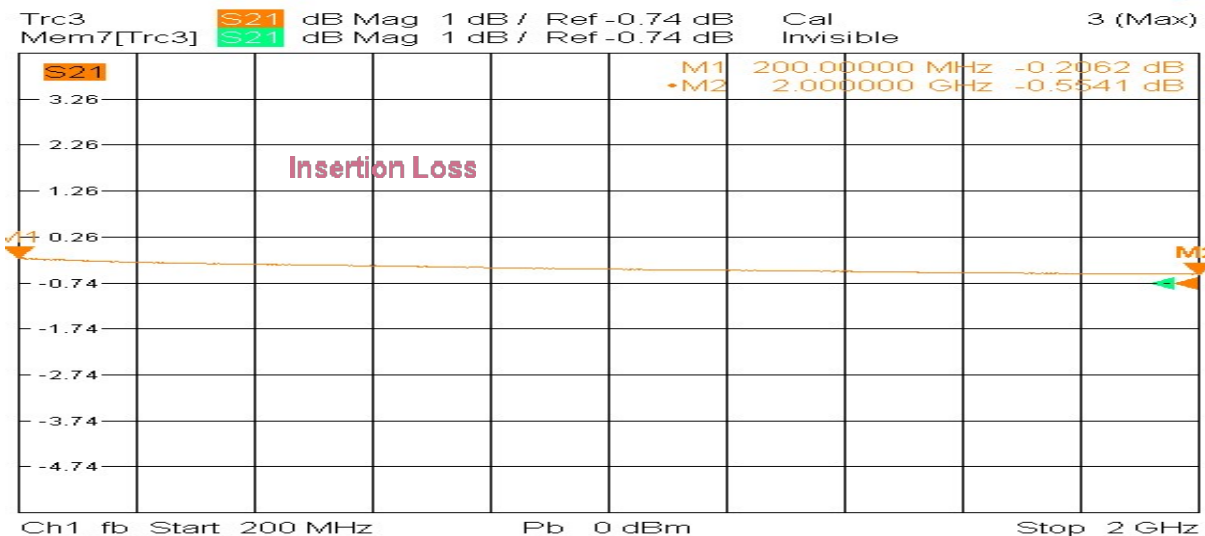 Trc3 S21 dB Mag 1 dB / Ref -0.74 dB Cal 3 (Max)
Mem7[Trc3] S21 dB Mag 1 dB / Ref -0.74 dB Invisible
S21
M1 200.00000 MHz -0.2062 dB
•M2 2.000000 GHz -0.5541 dB
3.26
2.26
Insertion Loss
1.26
M1 0.26
-0.74
-1.74
-2.74
-3.74
-4.74
Ch1 fb Start 200 MHz Pb 0 dBm Stop 2 GHz